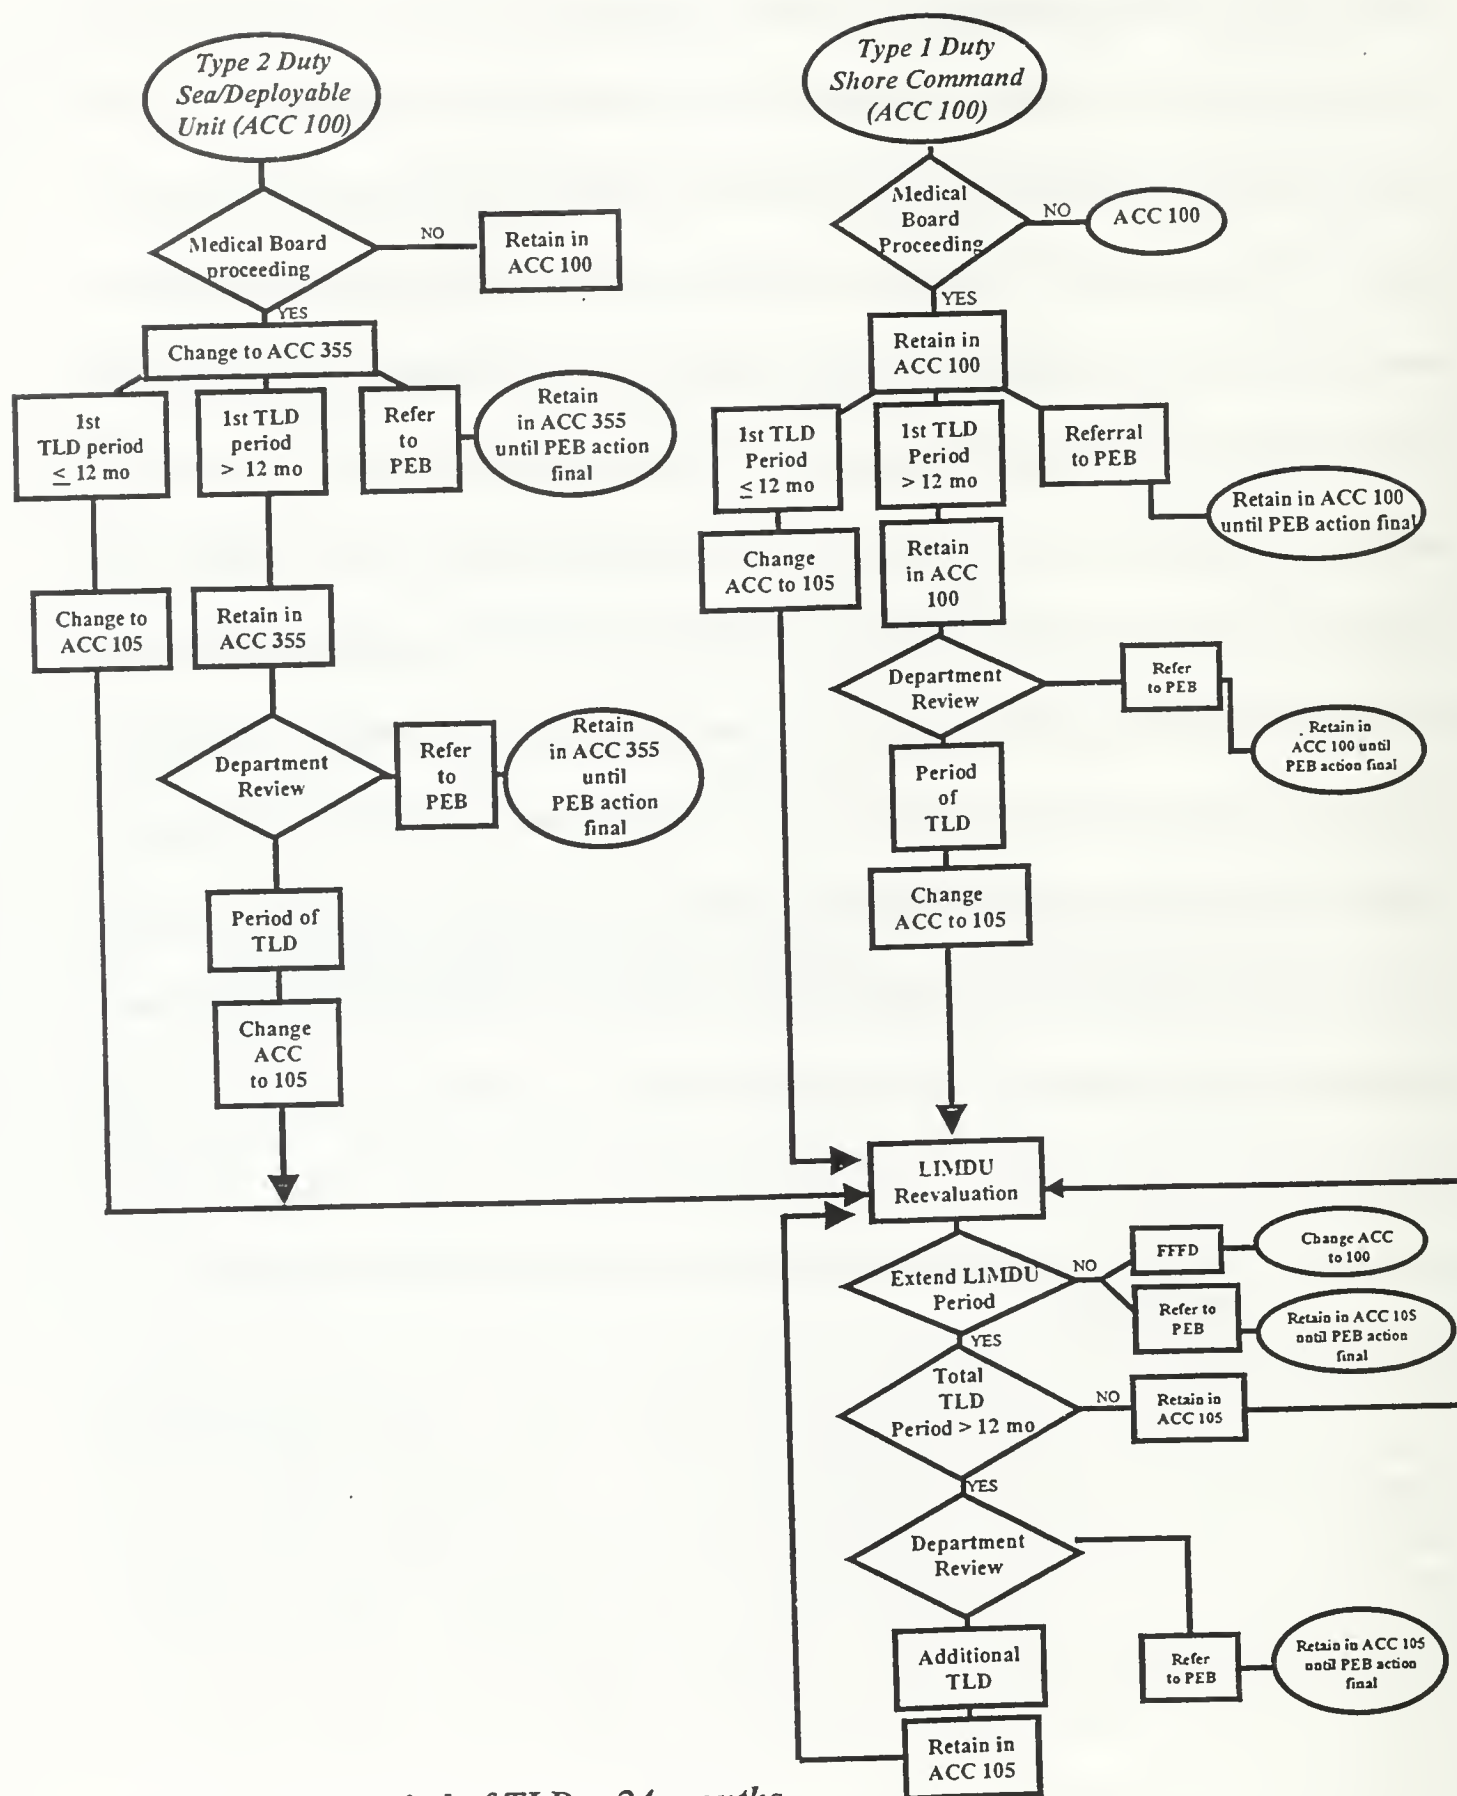 Type 2 Duty
Sea/Deployable
Unit (ACC 100)
Medical Board
proceeding
NO
Retain in
ACC 100
YES
Change to ACC 355
1st
TLD period
≤ 12 mo
1st TLD
period
> 12 mo
Refer
to
PEB
Retain
in ACC 355
until PEB action
final
Change to
ACC 105
Retain in
ACC 355
Department
Review
Refer
to
PEB
Retain
in ACC 355
until
PEB action
final
Period of
TLD
Change
ACC
to 105
Type 1 Duty
Shore Command
(ACC 100)
Medical
Board
Proceeding
NO
ACC 100
YES
Retain in
ACC 100
1st TLD
Period
≤ 12 mo
1st TLD
Period
> 12 mo
Referral
to PEB
Retain in ACC 100
until PEB action final
Change
ACC to 105
Retain
in ACC
100
Department
Review
Refer
to PEB
Retain in
ACC 100 until
PEB action final
Period
of
TLD
Change
ACC to 105
LIMDU
Reevaluation
Extend LIMDU
Period
NO
FFFD
Change ACC
to 100
Refer to
PEB
Retain in ACC 105
until PEB action
final
YES
Total
TLD
Period > 12 mo
NO
Retain in
ACC 105
YES
Department
Review
Refer
to PEB
Retain in ACC 105
until PEB action
final
Additional
TLD
Retain in
ACC 105
of TLD 24